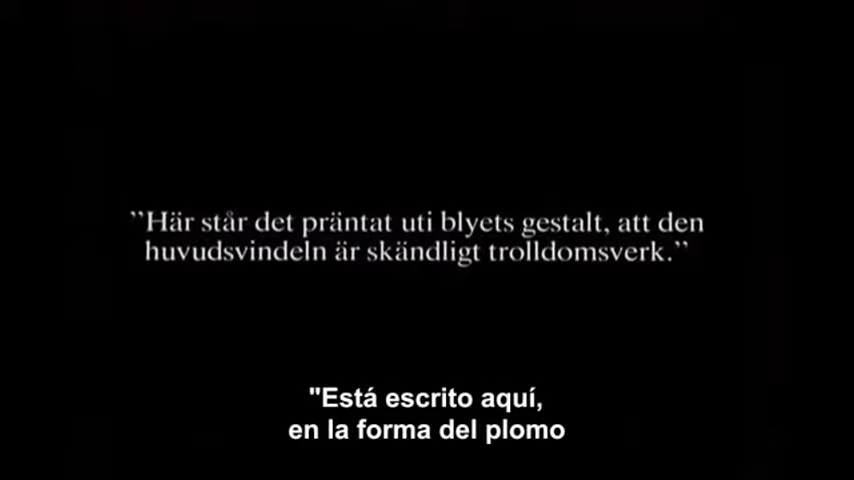 ”Här står det präntat uti blyets gestalt, att den
huvudsvindeln är skändligt trolldomsverk.”
"Está escrito aquí,
en la forma del plomo